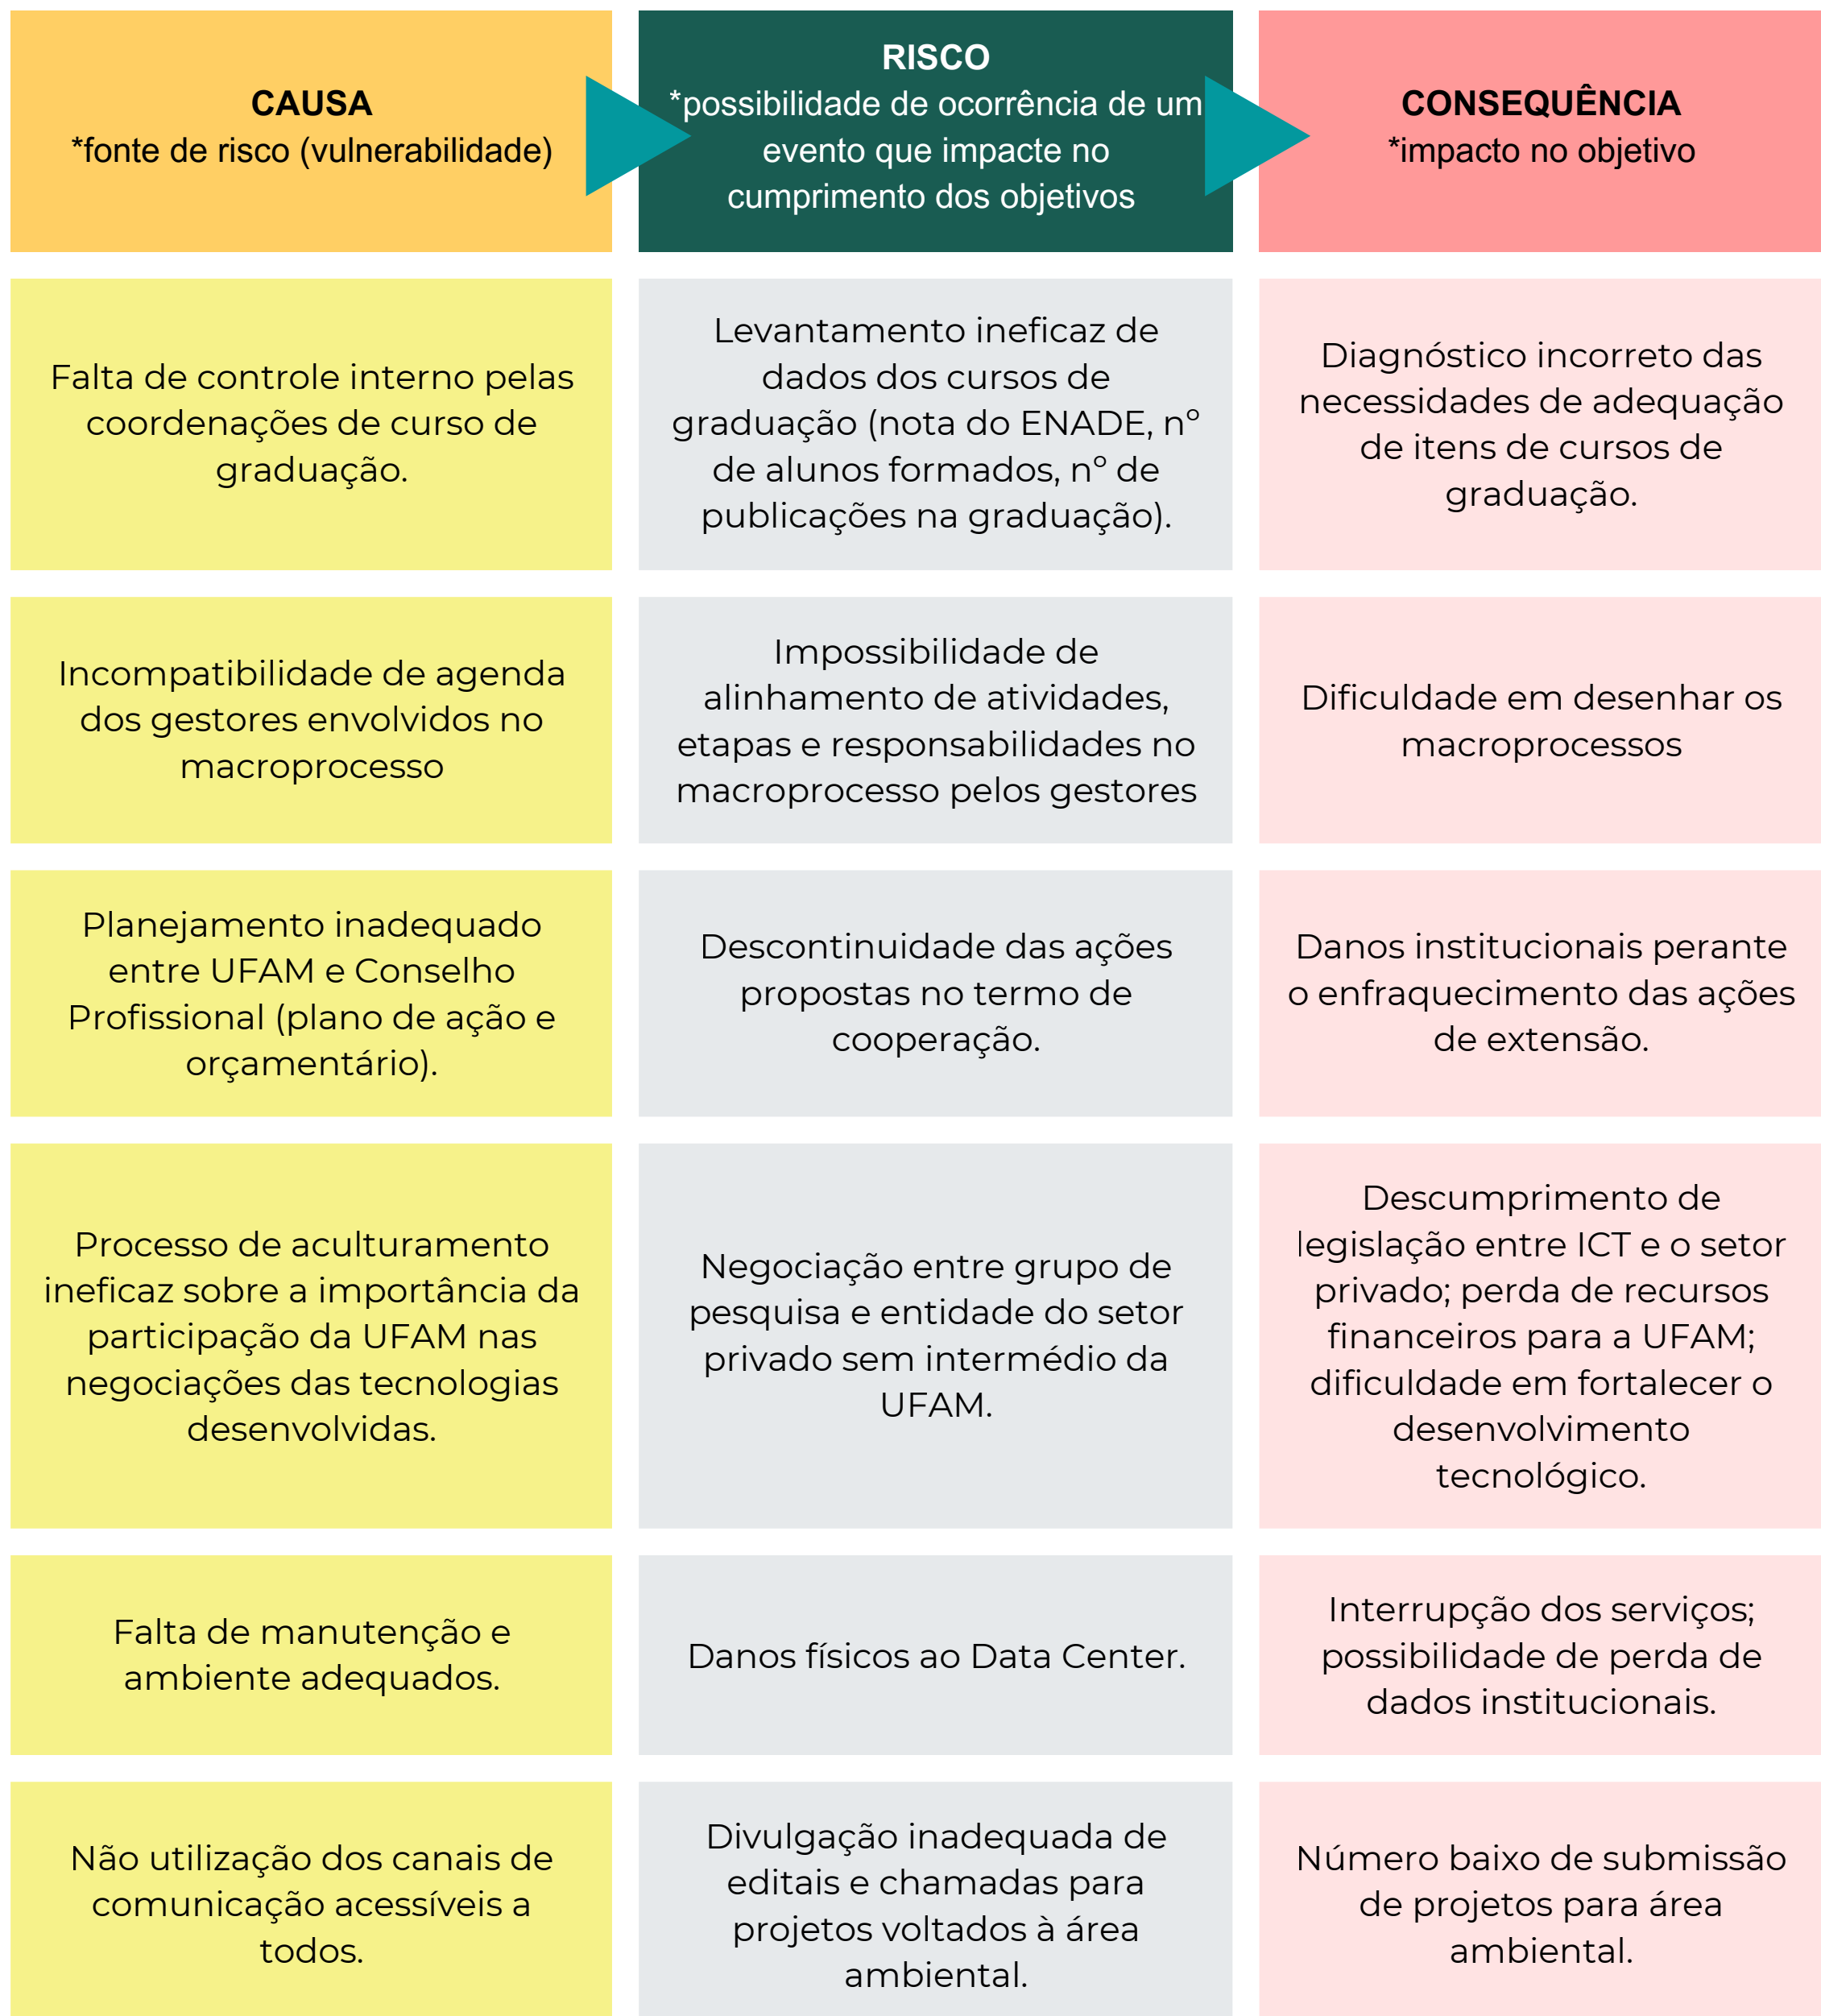 CAUSA
*fonte de risco (vulnerabilidade)
RISCO
*possibilidade de ocorrência de um
evento que impacte no
cumprimento dos objetivos
CONSEQUÊNCIA
*impacto no objetivo
Falta de controle interno pelas
coordenações de curso de
graduação.
Levantamento ineficaz de
dados dos cursos de
graduação (nota do ENADE, nº
de alunos formados, nº de
publicações na graduação).
Diagnóstico incorreto das
necessidades de adequação
de itens de cursos de
graduação.
Incompatibilidade de agenda
dos gestores envolvidos no
macroprocesso
Impossibilidade de
alinhamento de atividades,
etapas e responsabilidades no
macroprocesso pelos gestores
Dificuldade em desenhar os
macroprocessos
Planejamento inadequado
entre UFAM e Conselho
Profissional (plano de ação e
orçamentário).
Descontinuidade das ações
propostas no termo de
cooperação.
Danos institucionais perante
o enfraquecimento das ações
de extensão.
Processo de aculturamento
ineficaz sobre a importância da
participação da UFAM nas
negociações das tecnologias
desenvolvidas.
Negociação entre grupo de
pesquisa e entidade do setor
privado sem intermédio da
UFAM.
Descumprimento de
legislação entre ICT e o setor
privado; perda de recursos
financeiros para a UFAM;
dificuldade em fortalecer o
desenvolvimento
tecnológico.
Falta de manutenção e
ambiente adequados.
Danos físicos ao Data Center.
Interrupção dos serviços;
possibilidade de perda de
dados institucionais.
Não utilização dos canais de
comunicação acessíveis a
todos.
Divulgação inadequada de
editais e chamadas para
projetos voltados à área
ambiental.
Número baixo de submissão
de projetos para área
ambiental.